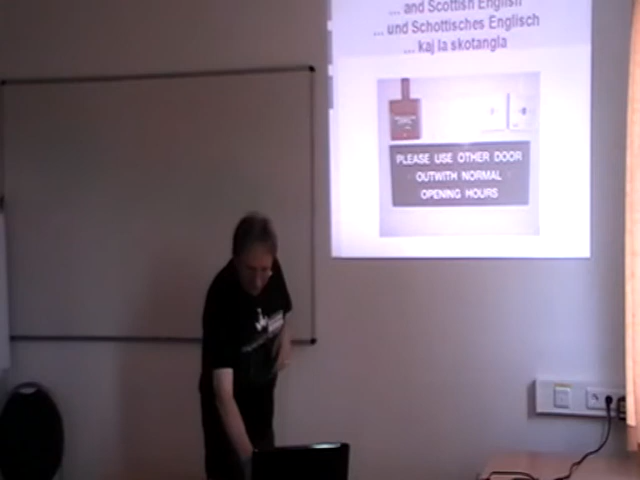 ... and Scottish English
... und Schottisches Englisch
... kaj la skotangla
PLEASE USE OTHER DOOR
OUTWITH NORMAL
OPENING HOURS